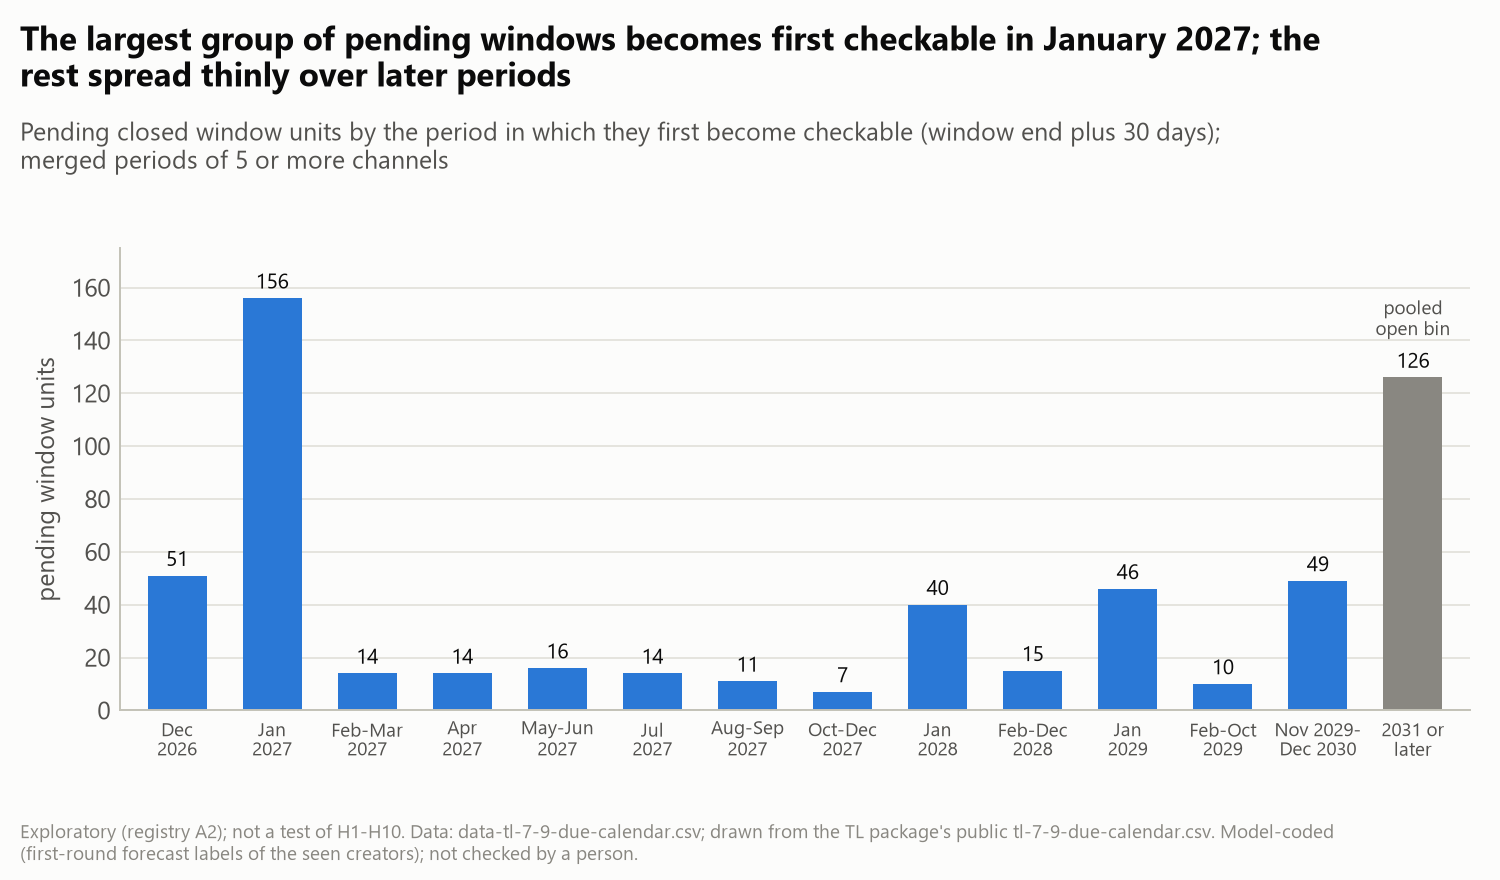 The largest group of pending windows becomes first checkable in January 2027; the
rest spread thinly over later periods
Pending closed window units by the period in which they first become checkable (window end plus 30 days);
merged periods of 5 or more channels
pending window units
160
140
120
100
80
60
40
20
0
51
156
14
14
16
14
11
7
40
15
46
10
49
pooled
open bin
126
Dec
2026
Jan
2027
Feb-Mar
2027
Apr
2027
May-Jun
2027
Jul
2027
Aug-Sep
2027
Oct-Dec
2027
Jan
2028
Feb-Dec
2028
Jan
2029
Feb-Oct
2029
Nov 2029-
Dec 2030
2031 or
later
Exploratory (registry A2); not a test of H1-H10. Data: data-tl-7-9-due-calendar.csv; drawn from the TL package's public tl-7-9-due-calendar.csv. Model-coded
(first-round forecast labels of the seen creators); not checked by a person.